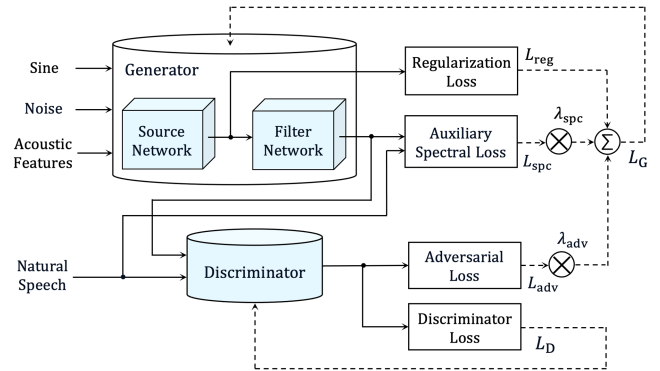 Sine
Noise
Acoustic
Features
Generator
Source
Network
Filter
Network
Regularization
Loss
L_reg
Auxiliary
Spectral Loss
L_spc
λ_spc
Σ
L_G
Natural
Speech
Discriminator
Adversarial
Loss
L_adv
λ_adv
Discriminator
Loss
L_D